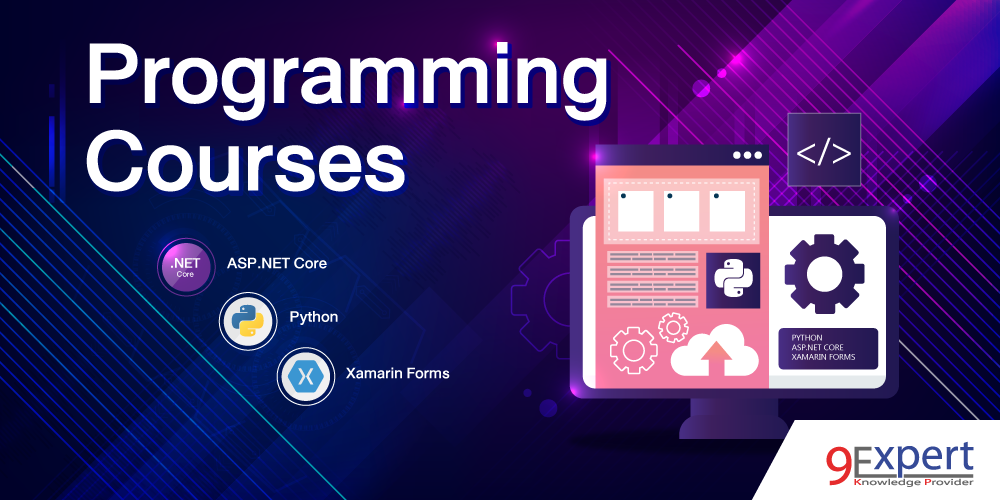 Programming
Courses
.NET
Core
ASP.NET Core
Python
Xamarin Forms
</>
PYTHON
ASP.NET CORE
XAMARIN FORMS
9Expert
Knowledge Provider